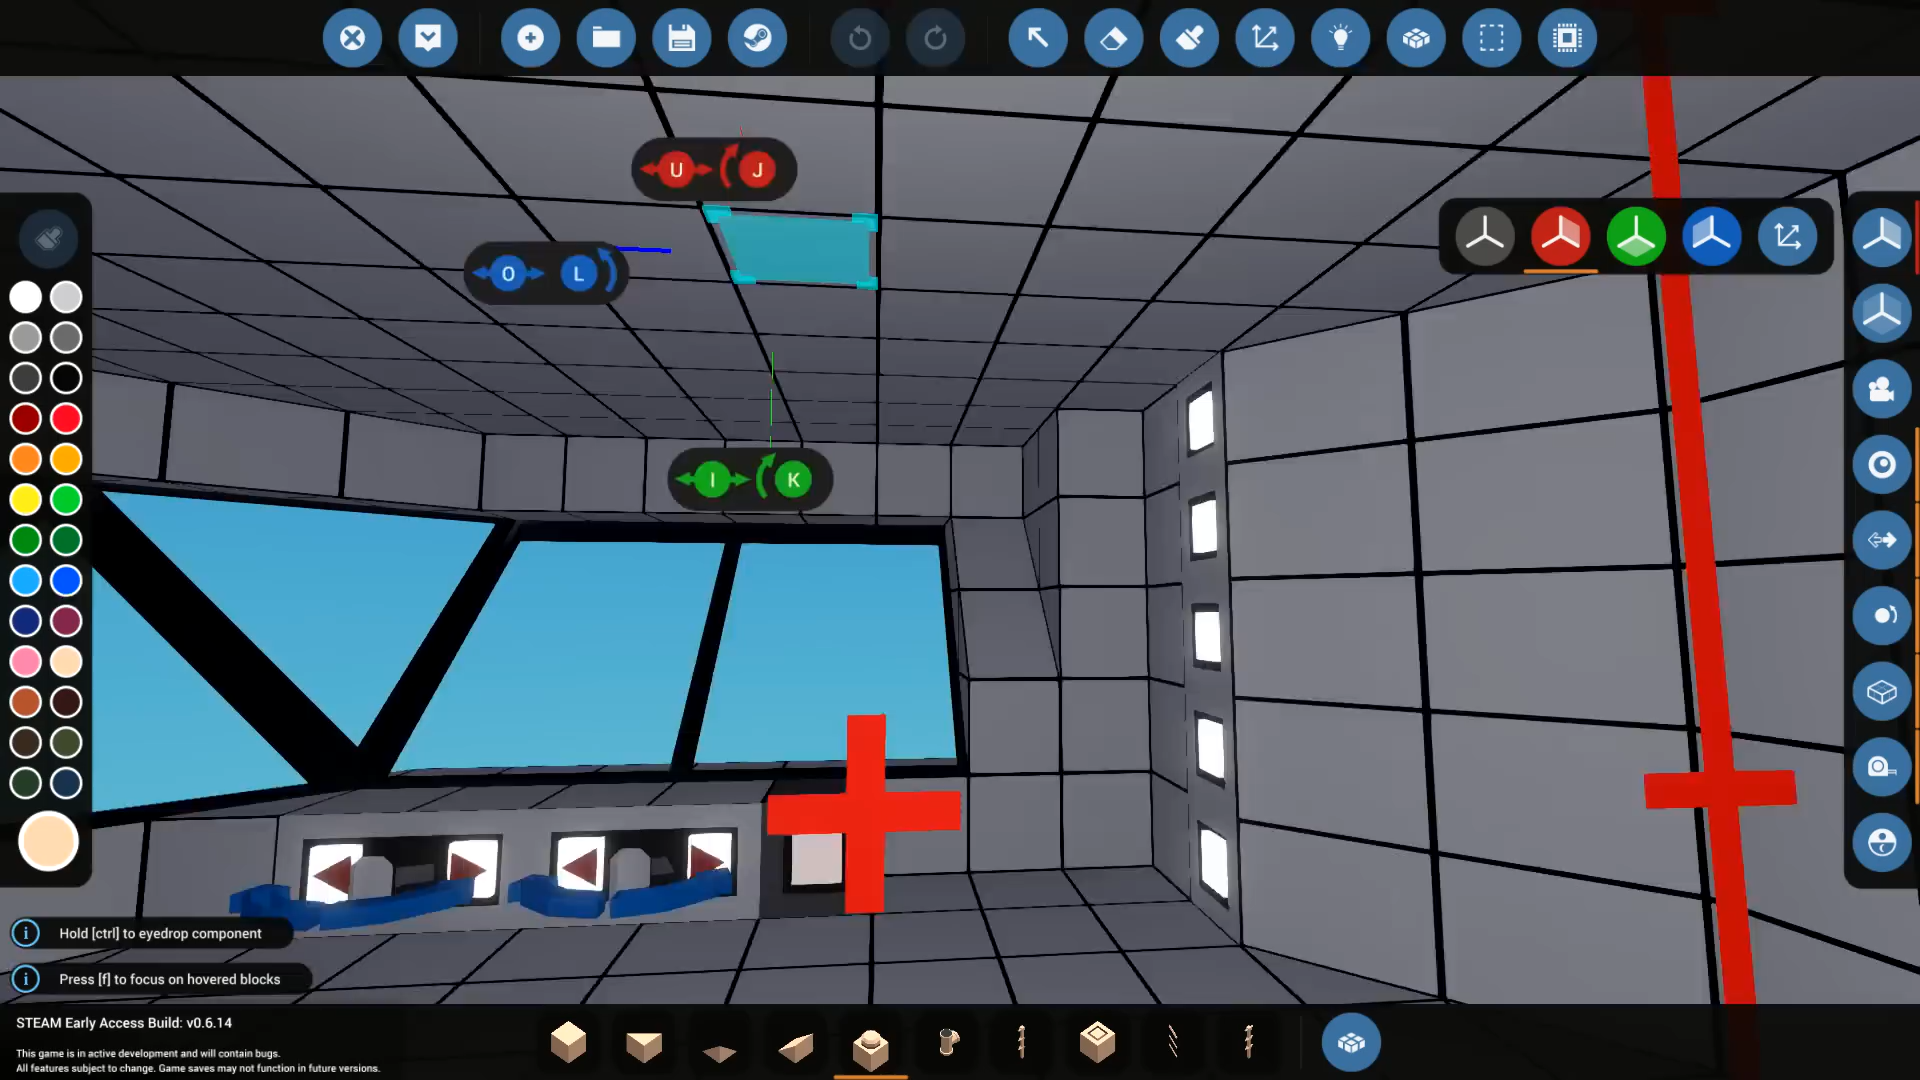 U J
O L
I K
Hold [ctrl] to eyedrop component
Press [f] to focus on hovered blocks
STEAM Early Access Build: v0.6.14
This game is in active development and will contain bugs.
All features subject to change. Game saves may not function in future versions.